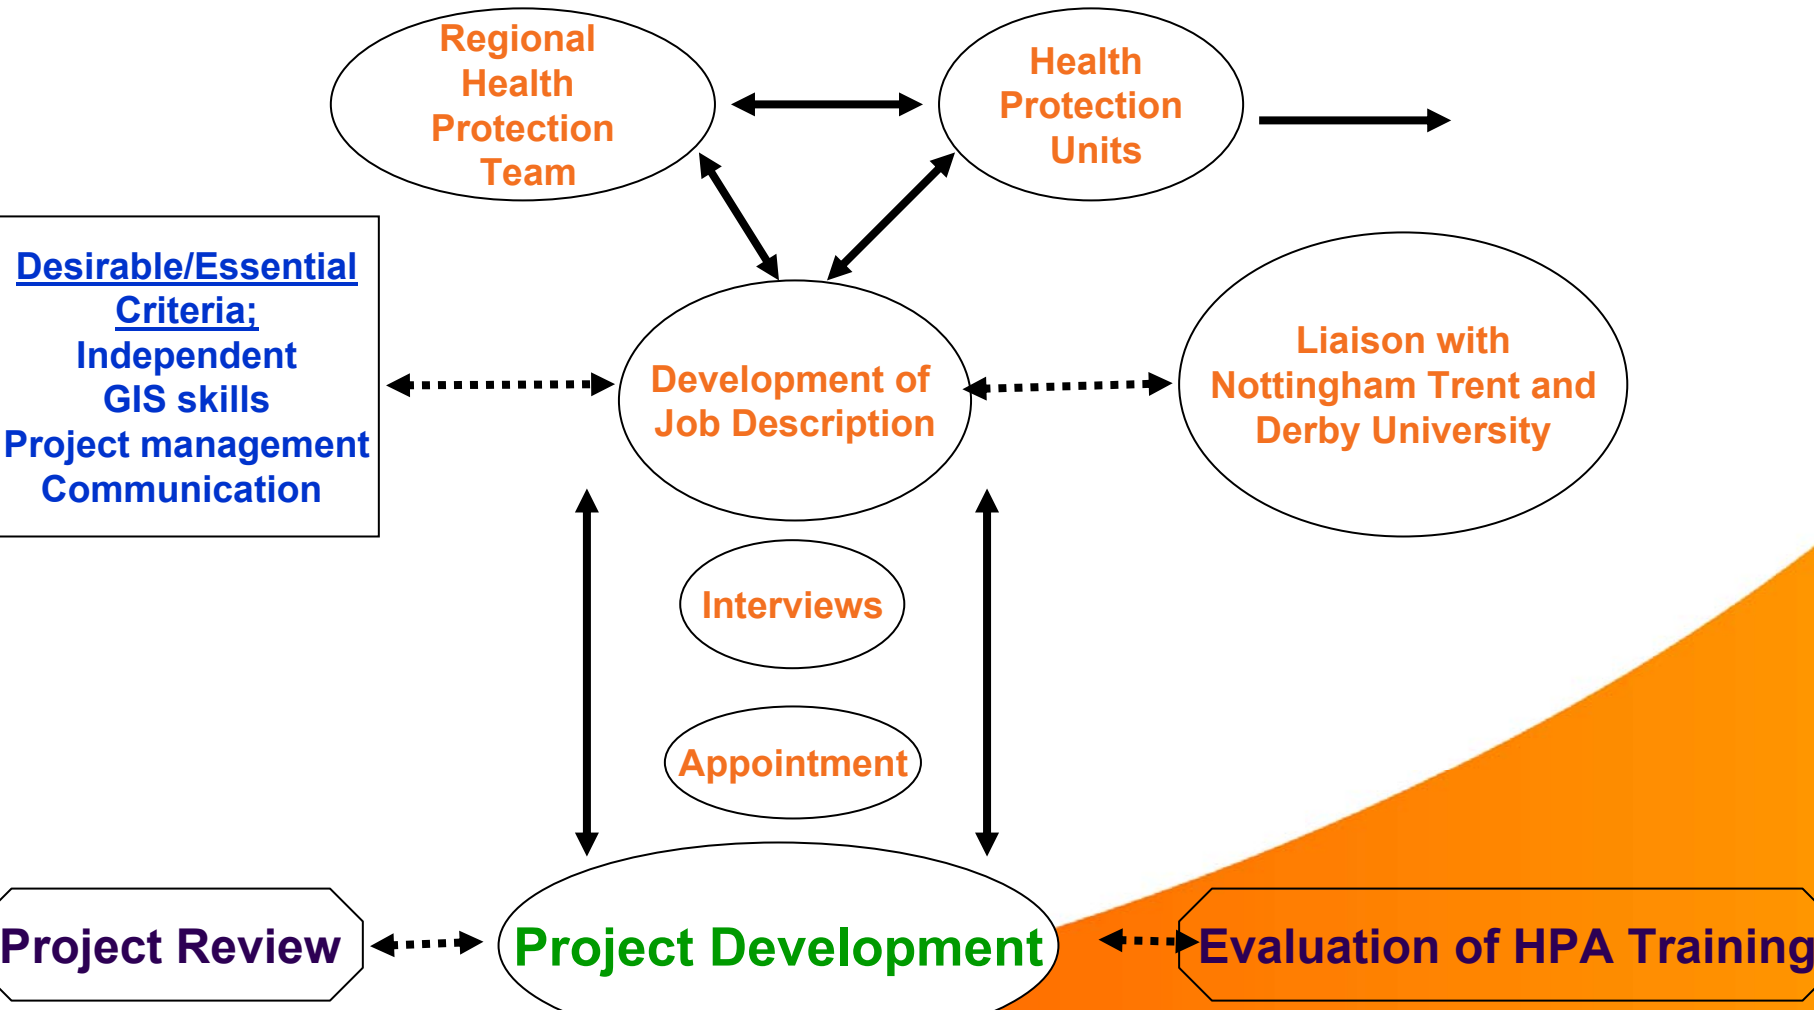 Regional
Health
Protection
Team
Health
Protection
Units
Desirable/Essential
Criteria;
Independent
GIS skills
Project management
Communication
Development of
Job Description
Liaison with
Nottingham Trent and
Derby University
Interviews
Appointment
Project Review
Project Development
Evaluation of HPA Training